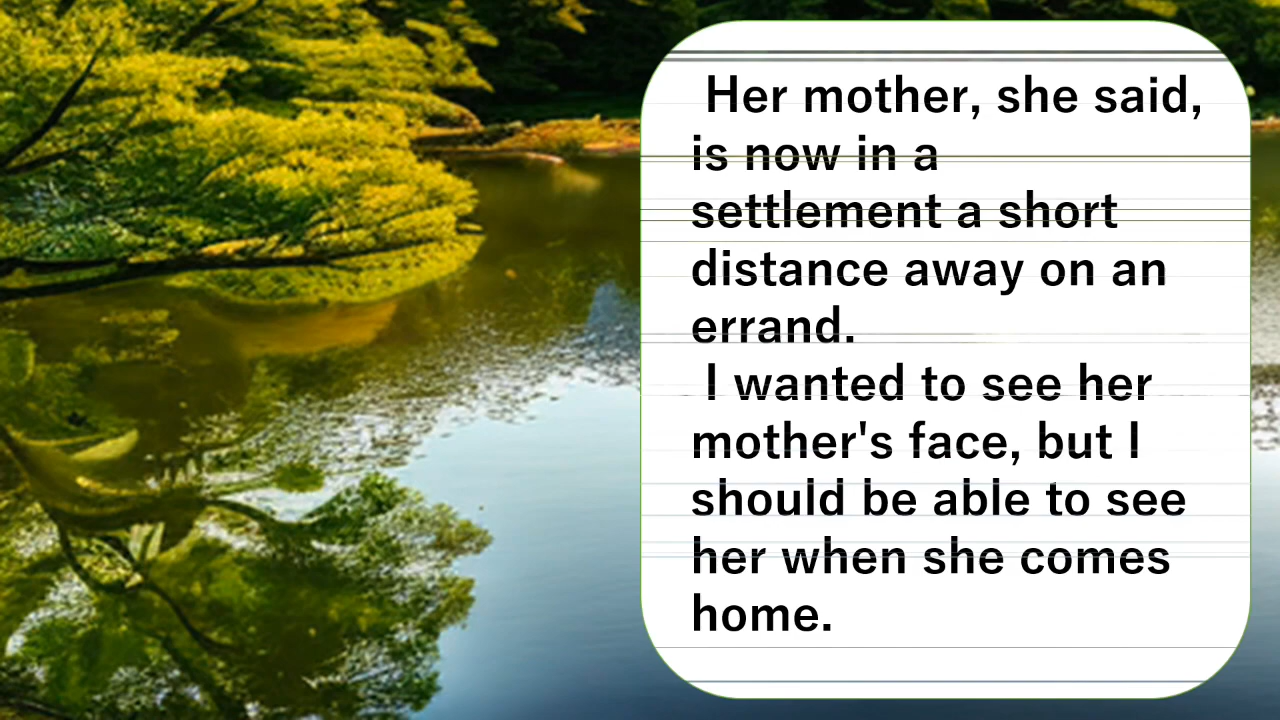 Her mother, she said,
is now in a
settlement a short
distance away on an
errand.
I wanted to see her
mother's face, but I
should be able to see
her when she comes
home.